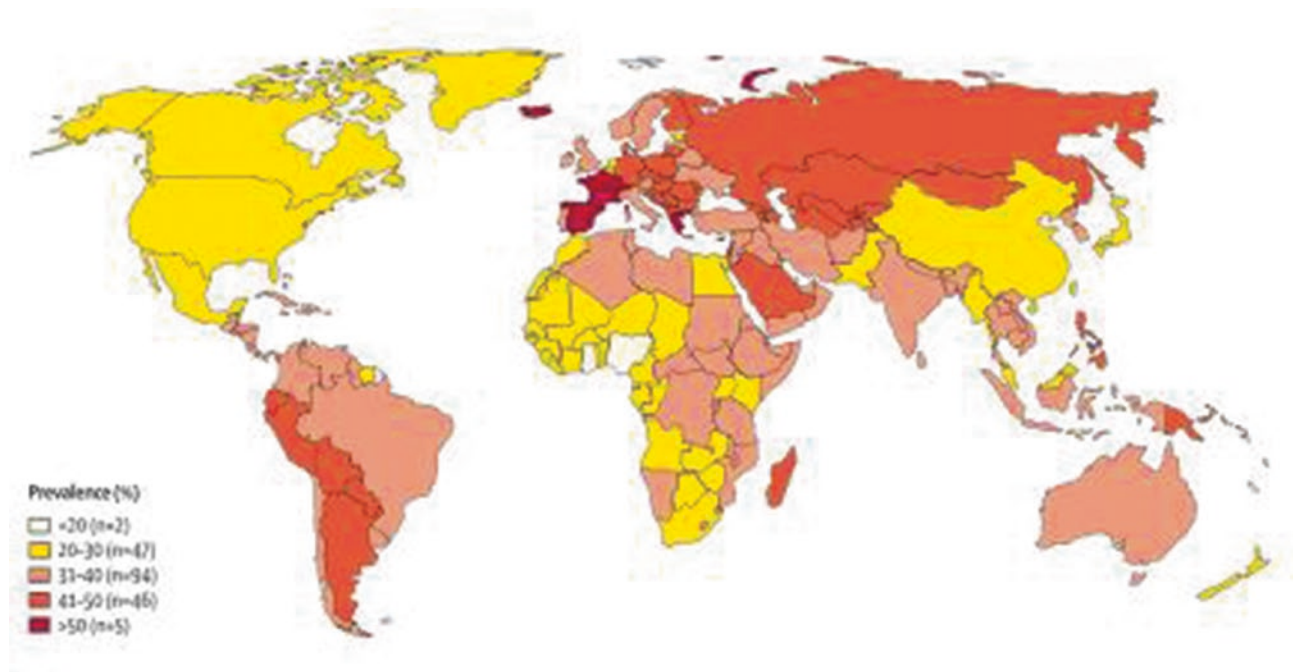 Prevalence (%)
<20 (n=2)
20–30 (n=47)
31–40 (n=94)
41–50 (n=46)
>50 (n=5)